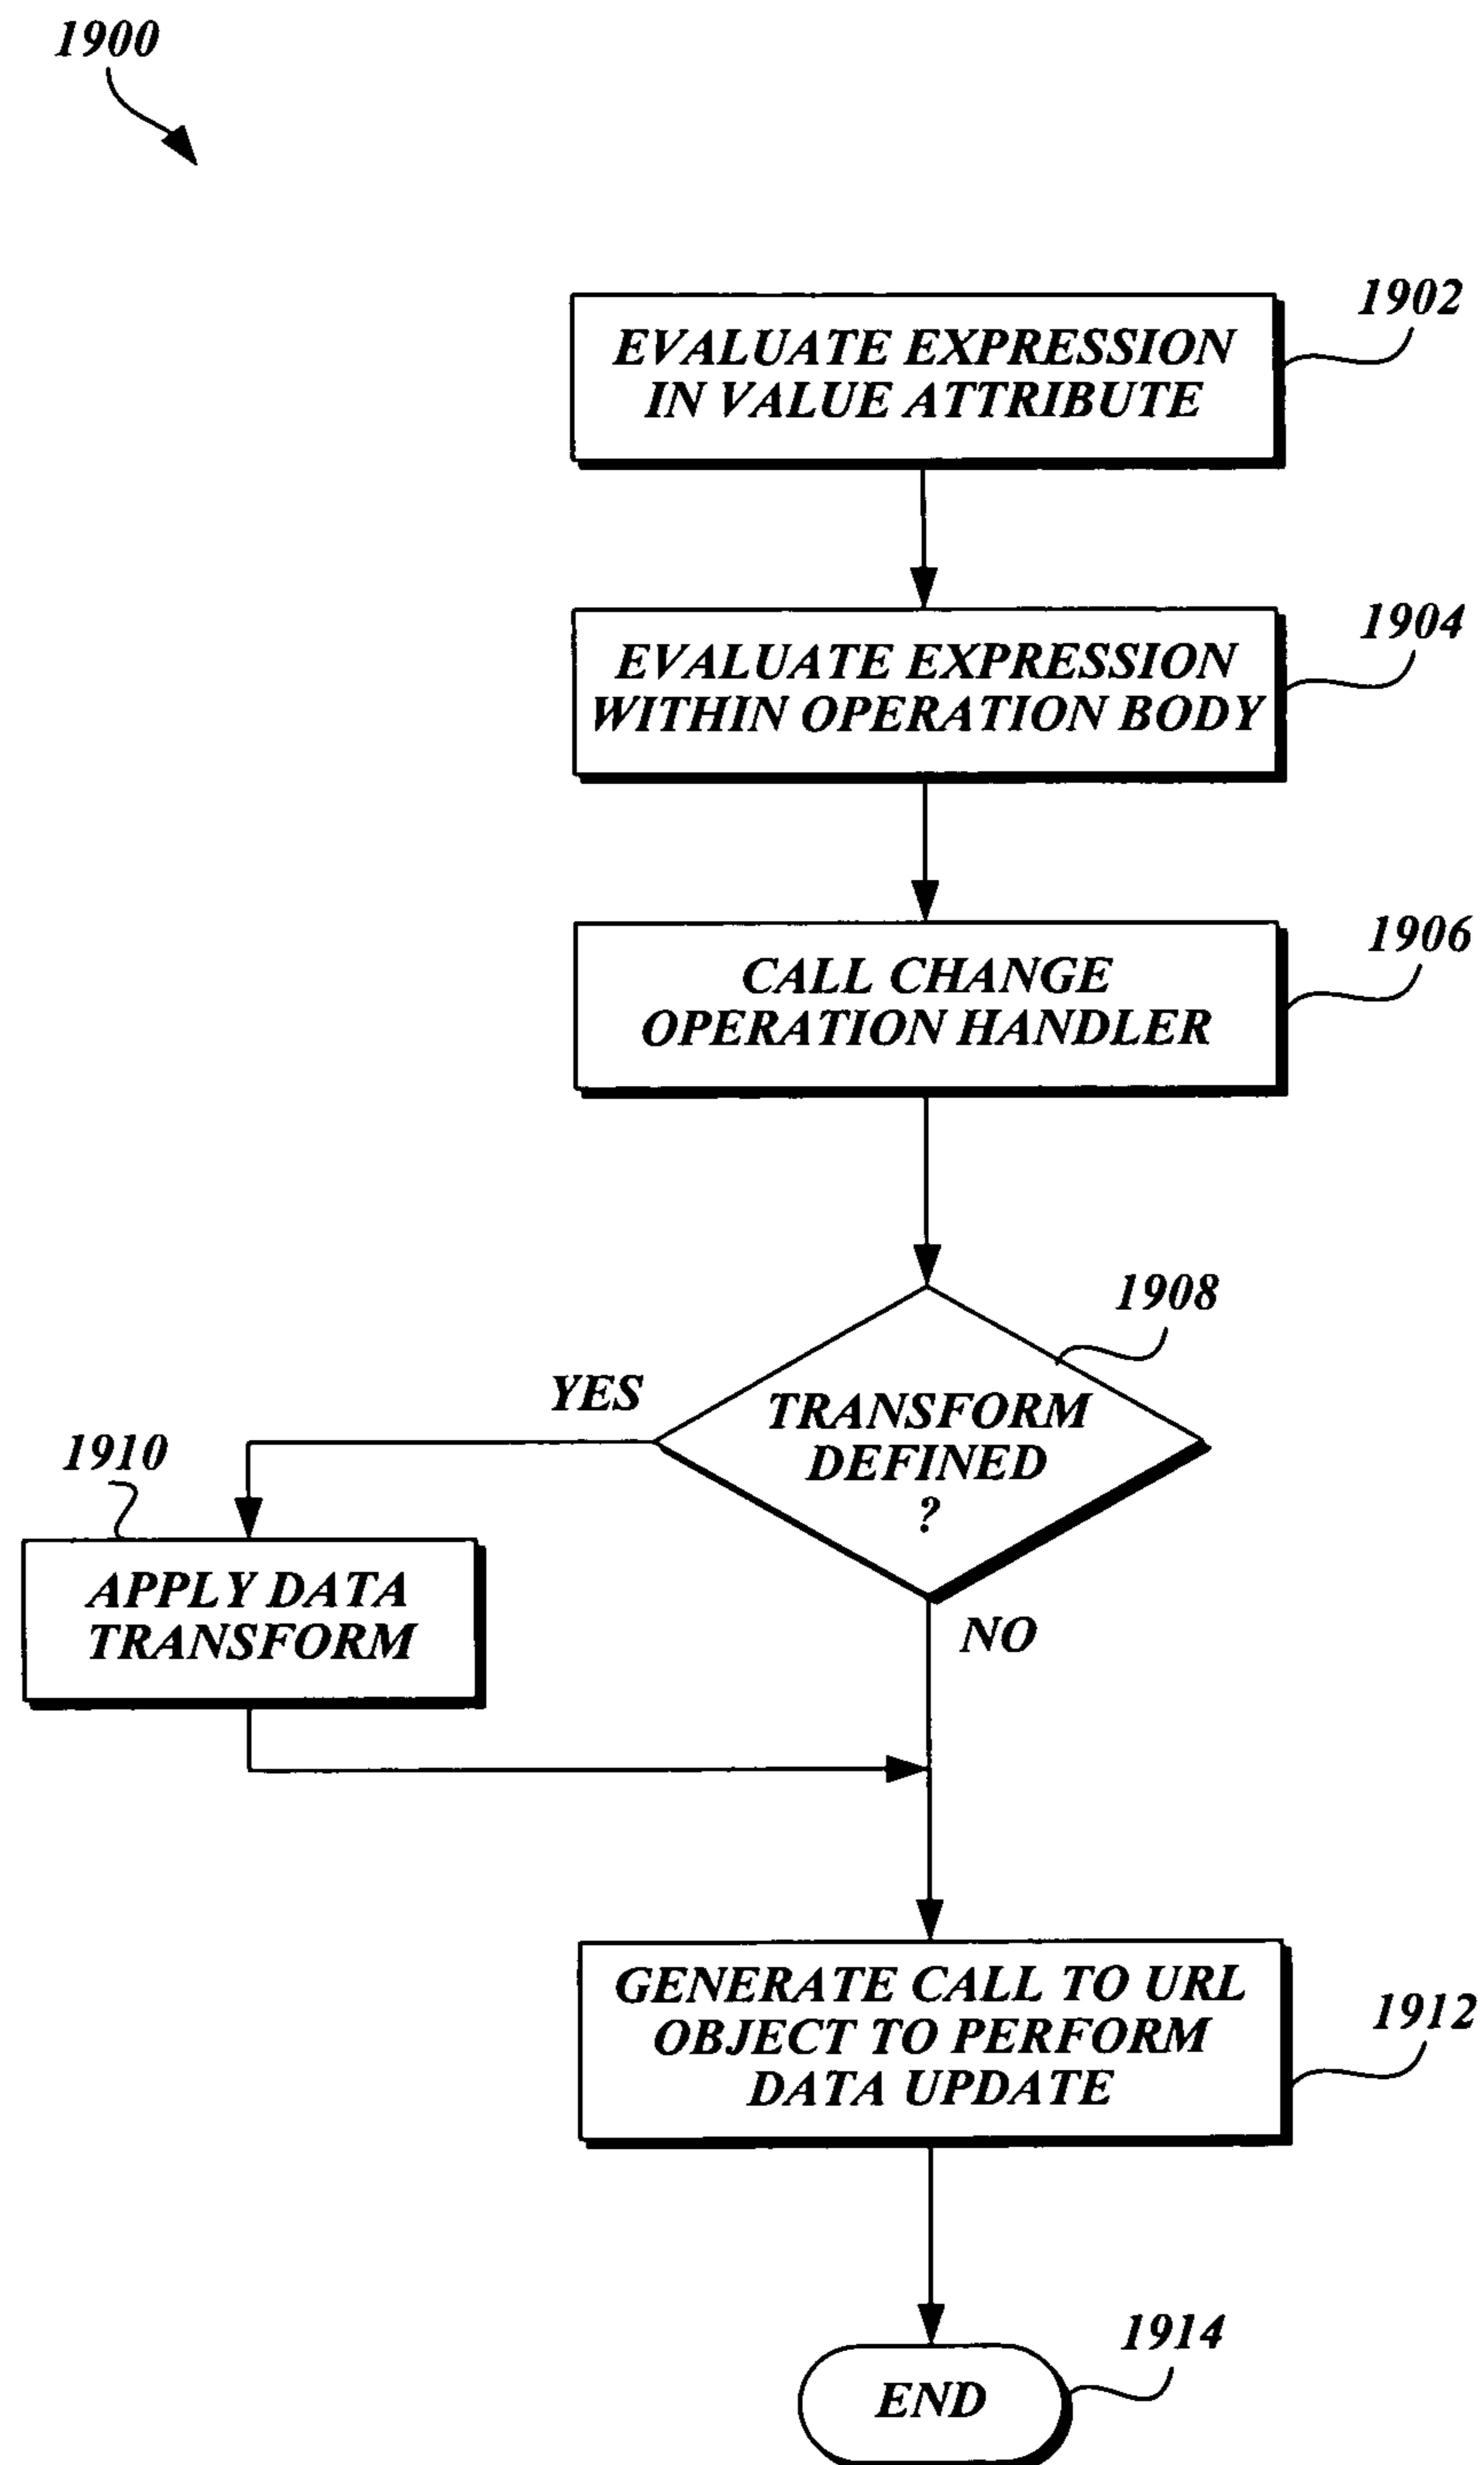 1900
1902
EVALUATE EXPRESSION
IN VALUE ATTRIBUTE
1904
EVALUATE EXPRESSION
WITHIN OPERATION BODY
1906
CALL CHANGE
OPERATION HANDLER
1908
YES
TRANSFORM
DEFINED
?
1910
APPLY DATA
TRANSFORM
NO
GENERATE CALL TO URL
OBJECT TO PERFORM
DATA UPDATE
1912
1914
END